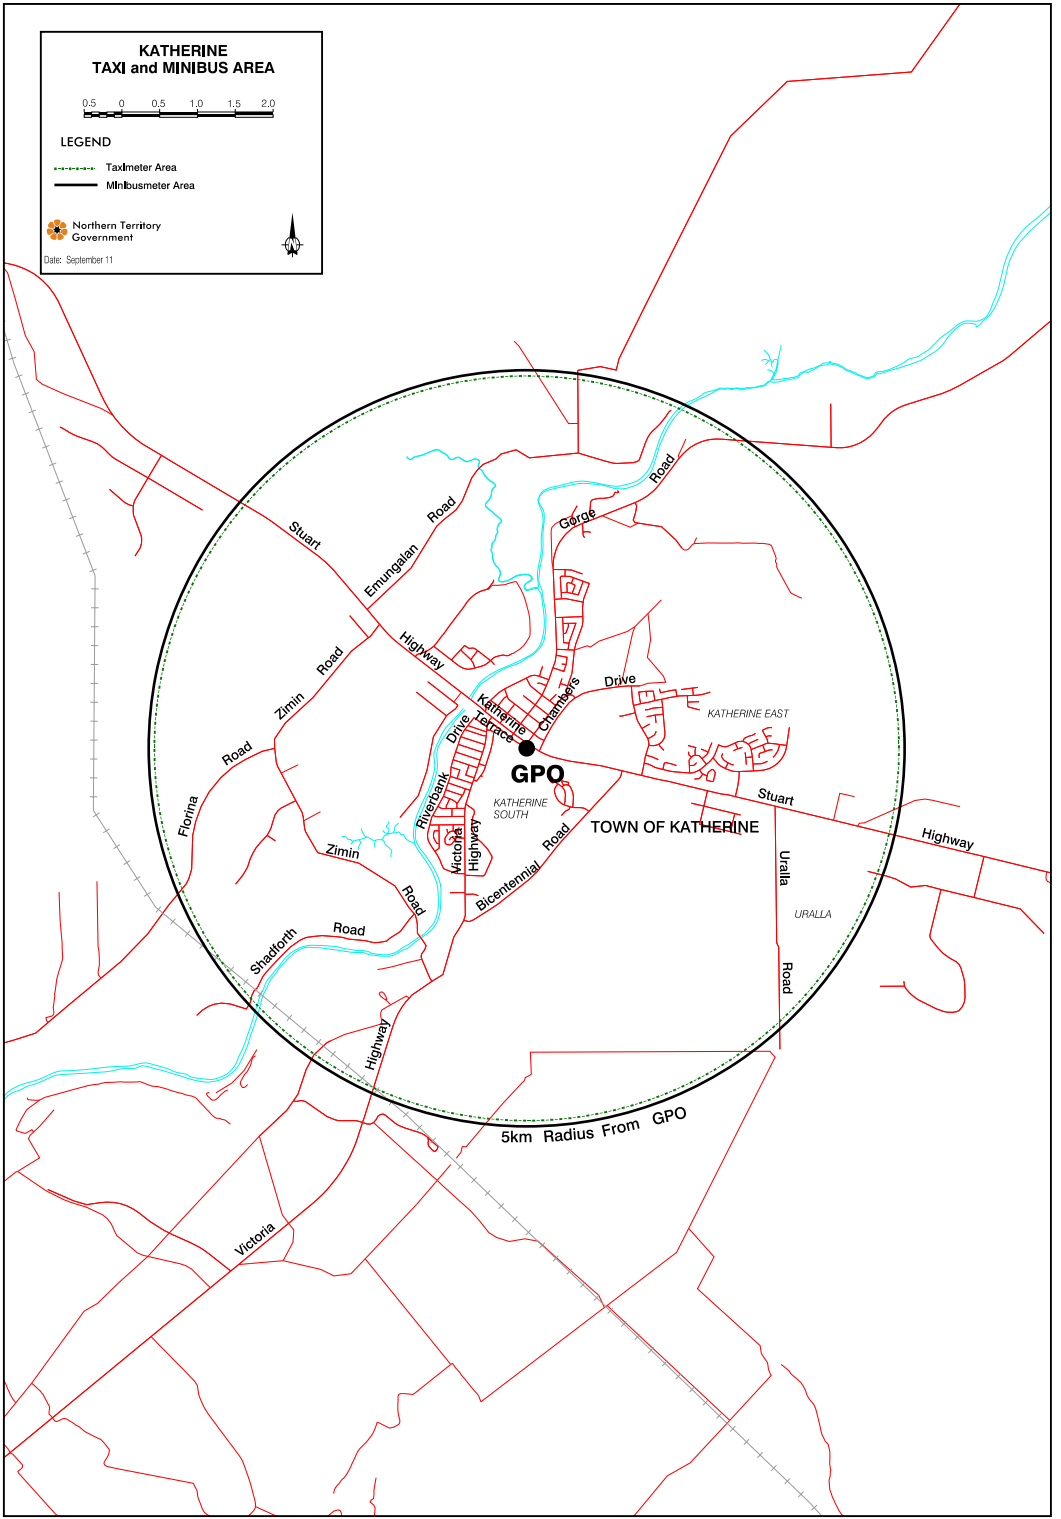 KATHERINE
TAXI and MINIBUS AREA
0.5 0 0.5 1.0 1.5 2.0
LEGEND
Taximeter Area
Minibusmeter Area
Northern Territory
Government
Date: September 11
Stuart
Emungalan
Road
Gorge
Road
Highway
Zimin
Road
Katherine
Terrace
Drive
Chambers
Drive
KATHERINE EAST
Florina
Road
GPO
Riverbank
KATHERINE
SOUTH
Stuart
Highway
TOWN OF KATHERINE
Victoria
Highway
Bicentennial
Road
Zimin
Road
Uralla
Road
URALLA
Shadforth
Road
Highway
5km Radius From GPO
Victoria